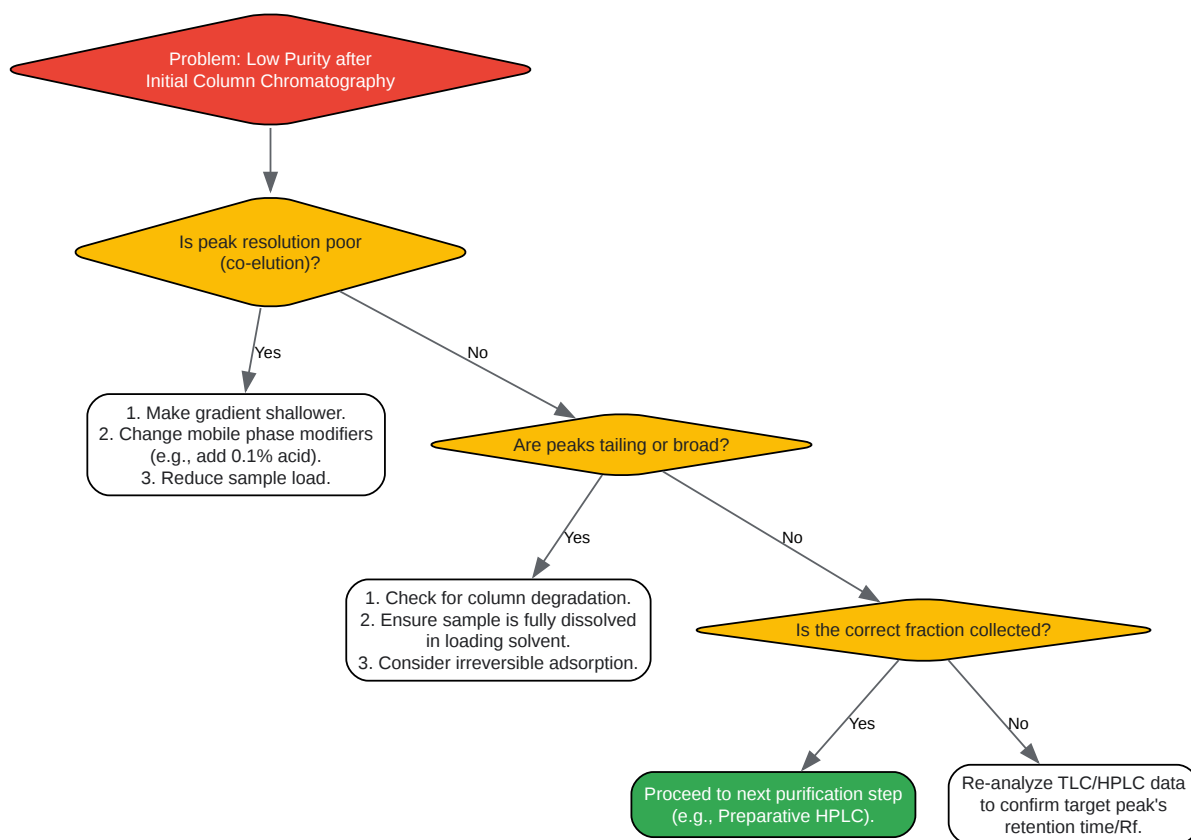 Problem: Low Purity after
Initial Column Chromatography
Is peak resolution poor
(co-elution)?
Yes
No
1. Make gradient shallower.
2. Change mobile phase modifiers
(e.g., add 0.1% acid).
3. Reduce sample load.
Are peaks tailing or broad?
Yes
No
1. Check for column degradation.
2. Ensure sample is fully dissolved
in loading solvent.
3. Consider irreversible adsorption.
Is the correct fraction collected?
Yes
No
Proceed to next purification step
(e.g., Preparative HPLC).
Re-analyze TLC/HPLC data
to confirm target peak's
retention time/Rf.